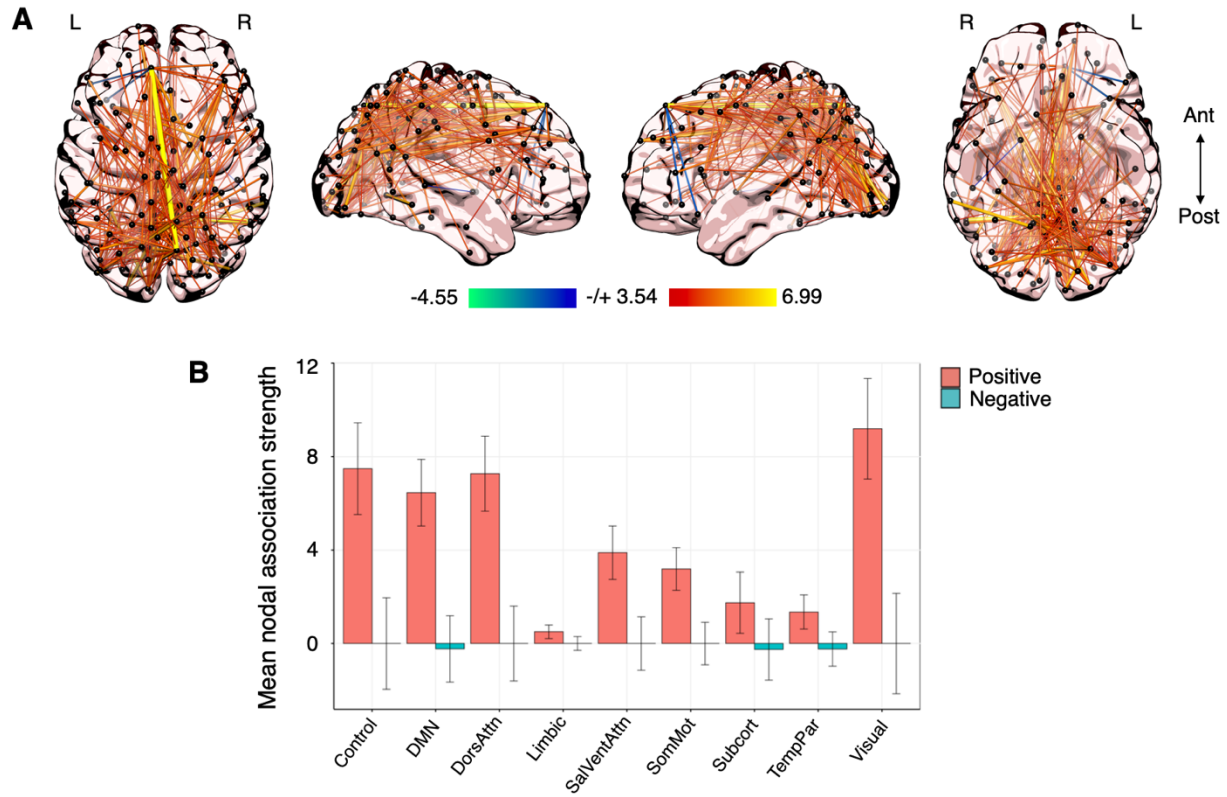 A
L
R
R
L
Ant
Post
-4.55
-/+ 3.54
6.99
B
Mean nodal association strength
12
8
4
0
Positive
Negative
Control
DMN
DorsAttn
Limbic
SalVentAttn
SomMot
Subcort
TempPar
Visual